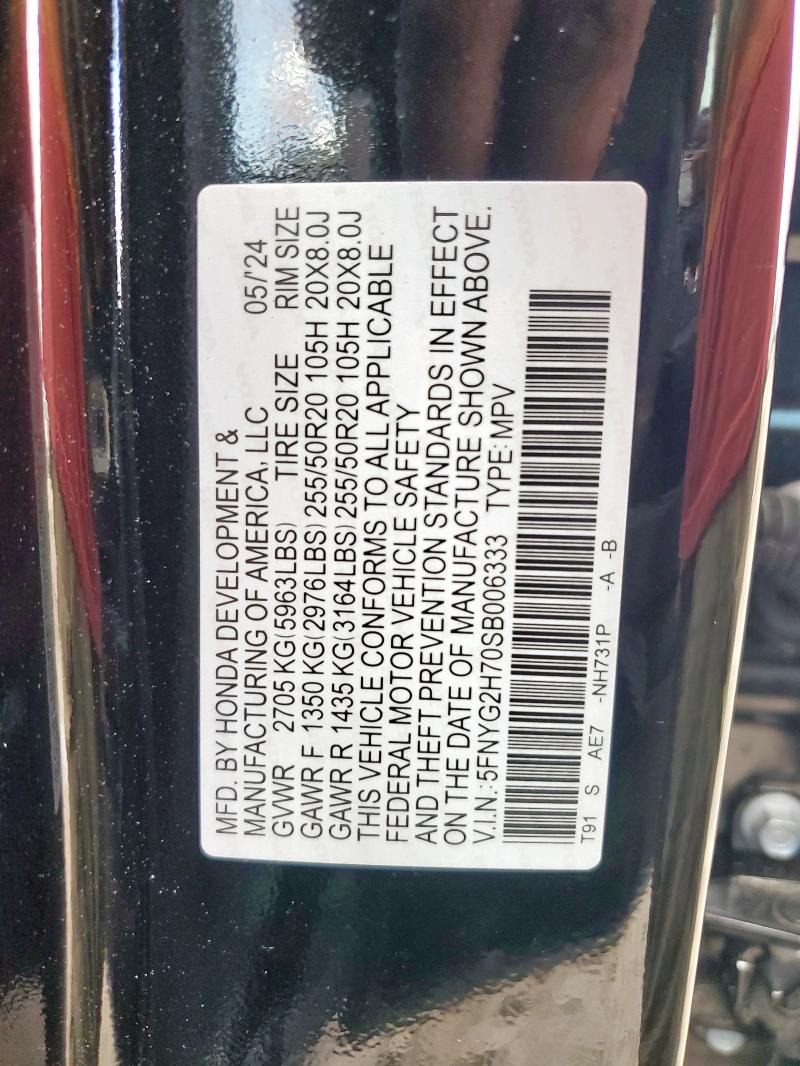 MFD. BY HONDA DEVELOPMENT &
MANUFACTURING OF AMERICA, LLC 05/'24
GVWR 2705 KG(5963LBS) TIRE SIZE RIM SIZE
GAWR F 1350 KG(2976LBS) 255/50R20 105H 20X8.0J
GAWR R 1435 KG(3164LBS) 255/50R20 105H 20X8.0J
THIS VEHICLE CONFORMS TO ALL APPLICABLE
FEDERAL MOTOR VEHICLE SAFETY
AND THEFT PREVENTION STANDARDS IN EFFECT
ON THE DATE OF MANUFACTURE SHOWN ABOVE.
V.I.N.:5FNYG2H70SB006333 TYPE: MPV
T91 S AE7 -NH731P -A -B